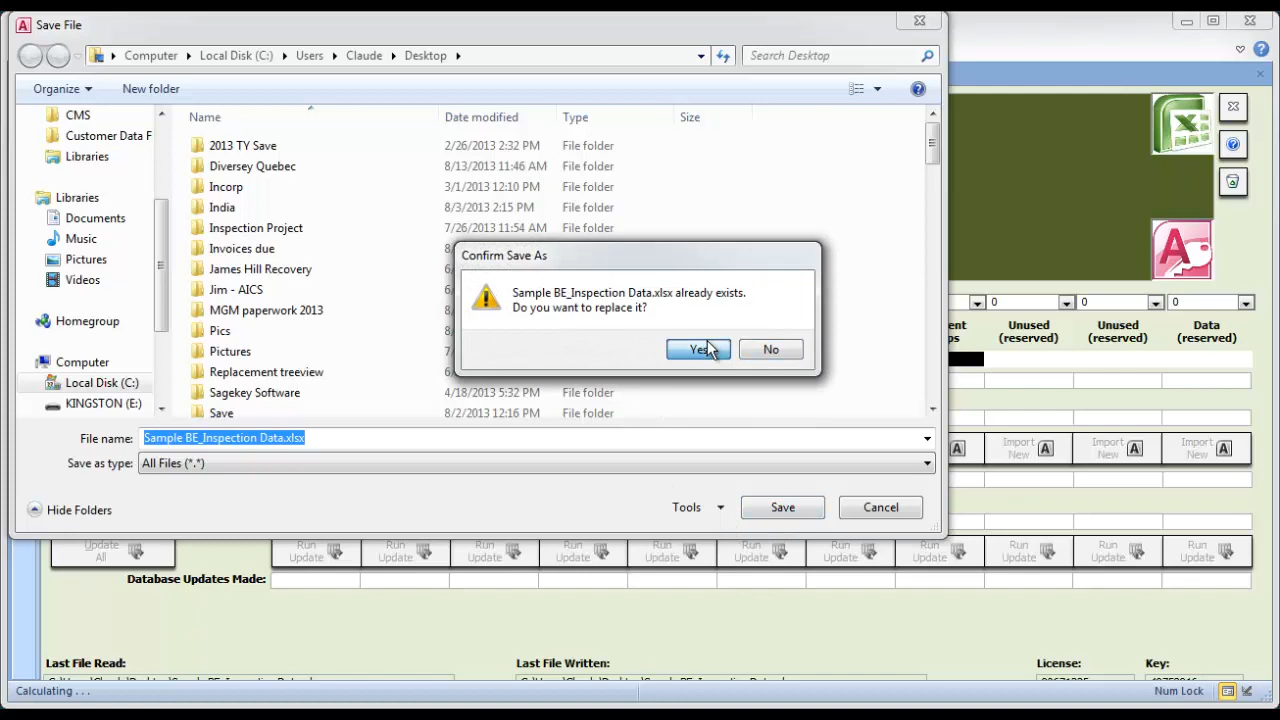 Save File
Computer
Local Disk (C:)
Users
Claude
Desktop
Search Desktop
Organize
New folder
CMS
Customer Data F
Libraries
Libraries
Documents
Music
Pictures
Videos
Homegroup
Computer
Local Disk (C:)
KINGSTON (E:)
Name Date modified Type Size
2013 TY Save 2/26/2013 2:32 PM File folder
Diversey Quebec 8/13/2013 11:46 AM File folder
Incorp 3/1/2013 12:10 PM File folder
India 8/3/2013 2:15 PM File folder
Inspection Project 7/26/2013 11:54 AM File folder
Invoices due
James Hill Recovery
Jim - AICS
MGM paperwork 2013
Pics
Pictures
Replacement treeview
Sagekey Software 4/18/2013 5:32 PM File folder
Save 8/2/2013 12:16 PM File folder
Confirm Save As
Sample BE_Inspection Data.xlsx already exists.
Do you want to replace it?
Yes
No
File name: Sample BE_Inspection Data.xlsx
Save as type: All Files (*.*)
Hide Folders
Tools
Save
Cancel
0 0 0
Unused
(reserved)
Unused
(reserved)
Data
(reserved)
Import
New
Import
New
Import
New
Update
All
Run
Update
Run
Update
Run
Update
Run
Update
Run
Update
Run
Update
Run
Update
Run
Update
Run
Update
Run
Update
Run
Update
Database Updates Made:
Last File Read:
Last File Written:
License:
Key:
Calculating . . .
Num Lock